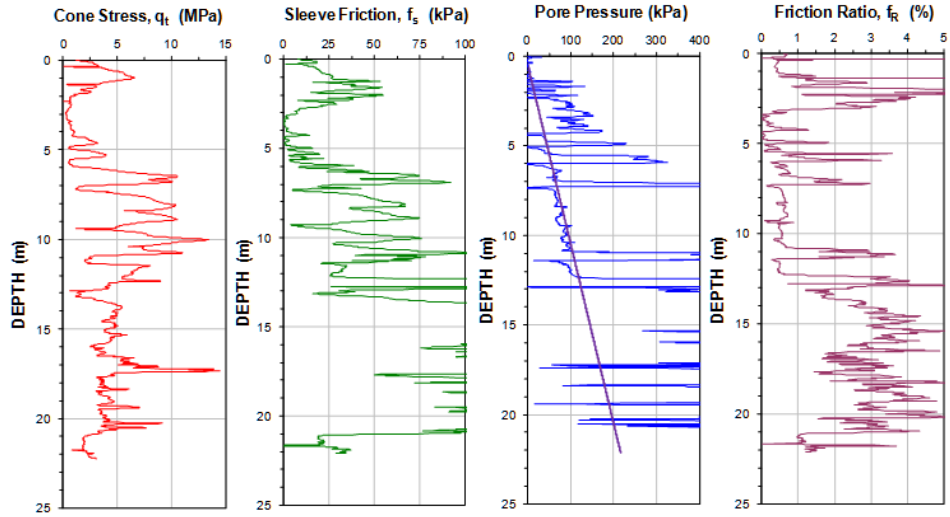 Cone Stress, qt (MPa)
0 5 10 15
0
5
10
15
20
25
DEPTH (m)
Sleeve Friction, fs (kPa)
0 25 50 75 100
0
5
10
15
20
25
DEPTH (m)
Pore Pressure (kPa)
0 100 200 300 400
0
5
10
15
20
25
DEPTH (m)
Friction Ratio, fR (%)
0 1 2 3 4 5
0
5
10
15
20
25
DEPTH (m)